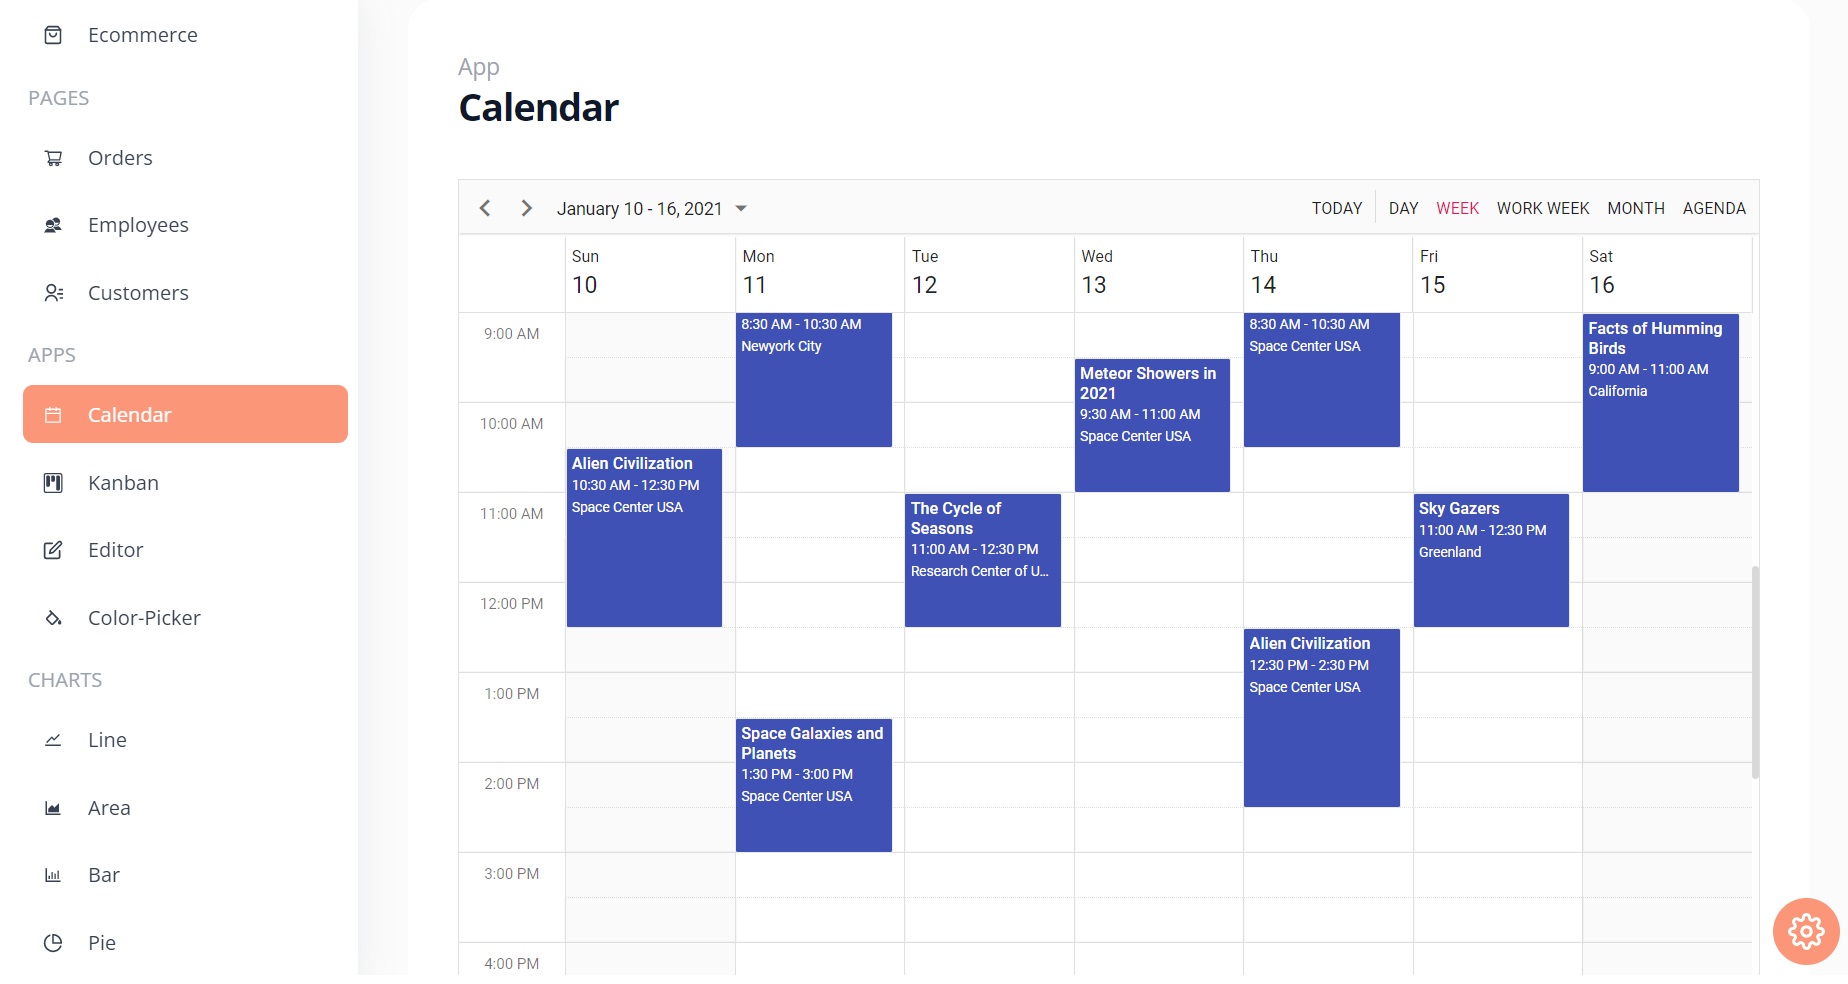 Ecommerce
PAGES
Orders
Employees
Customers
APPS
Calendar
Kanban
Editor
Color-Picker
CHARTS
Line
Area
Bar
Pie
App
Calendar
January 10 - 16, 2021
TODAY
DAY
WEEK
WORK WEEK
MONTH
AGENDA
Sun
10
Mon
11
Tue
12
Wed
13
Thu
14
Fri
15
Sat
16
9:00 AM
10:00 AM
11:00 AM
12:00 PM
1:00 PM
2:00 PM
3:00 PM
4:00 PM
Alien Civilization
10:30 AM - 12:30 PM
Space Center USA
8:30 AM - 10:30 AM
Newyork City
Space Galaxies and
Planets
1:30 PM - 3:00 PM
Space Center USA
The Cycle of
Seasons
11:00 AM - 12:30 PM
Research Center of U...
Meteor Showers in
2021
9:30 AM - 11:00 AM
Space Center USA
8:30 AM - 10:30 AM
Space Center USA
Alien Civilization
12:30 PM - 2:30 PM
Space Center USA
Sky Gazers
11:00 AM - 12:30 PM
Greenland
Facts of Humming
Birds
9:00 AM - 11:00 AM
California